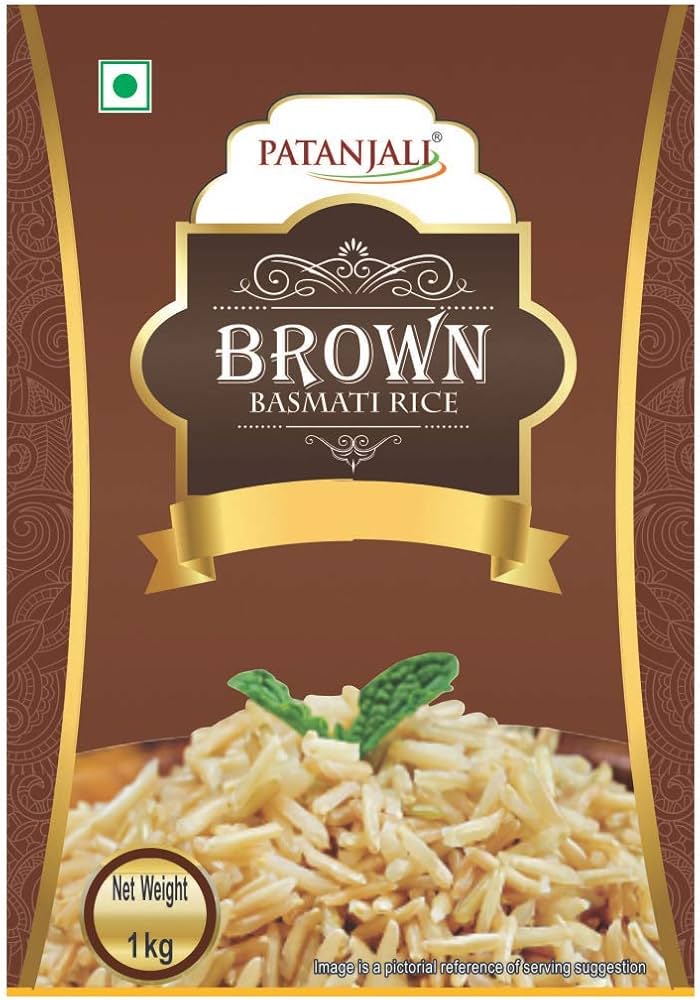 PATANJALI®
BROWN
BASMATI RICE
Net Weight
1kg
Image is a pictorial reference of serving suggestion